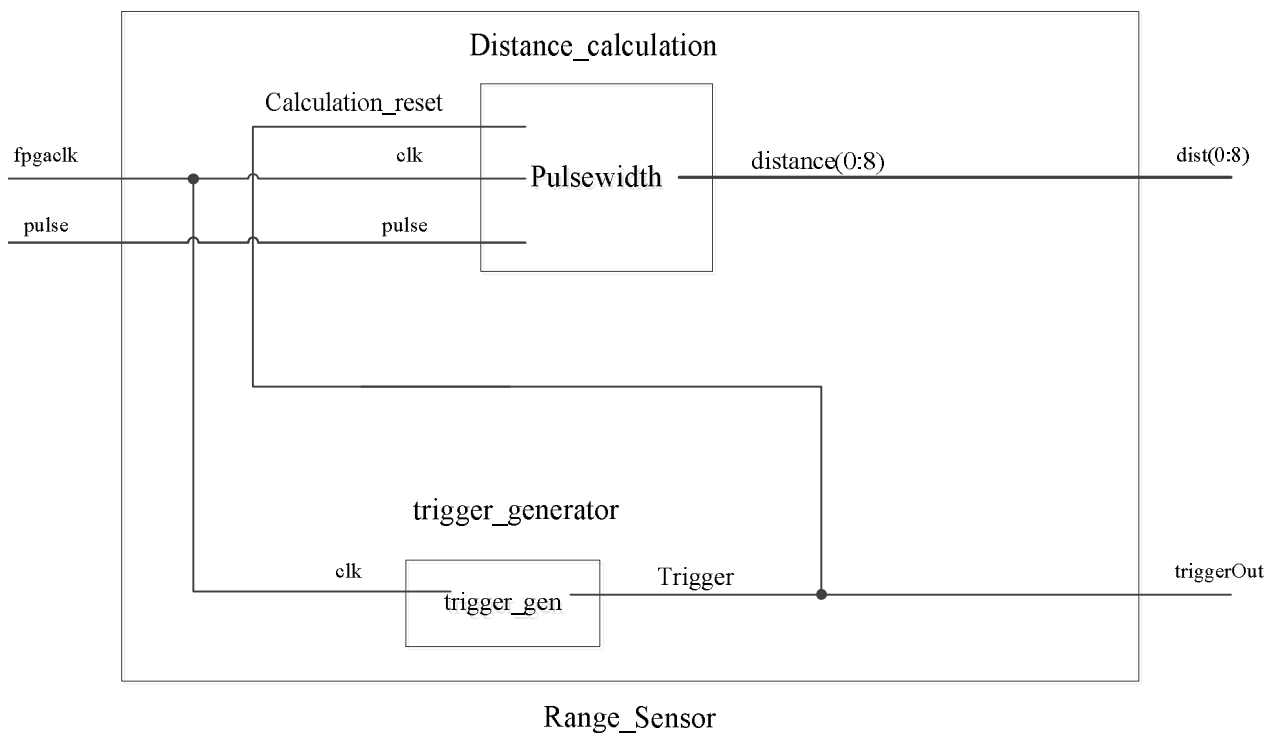 Distance_calculation
Calculation_reset
fpgaclk
clk
distance(0:8)
dist(0:8)
Pulsewidth
pulse
pulse
trigger_generator
clk
Trigger
triggerOut
trigger_gen
Range_Sensor